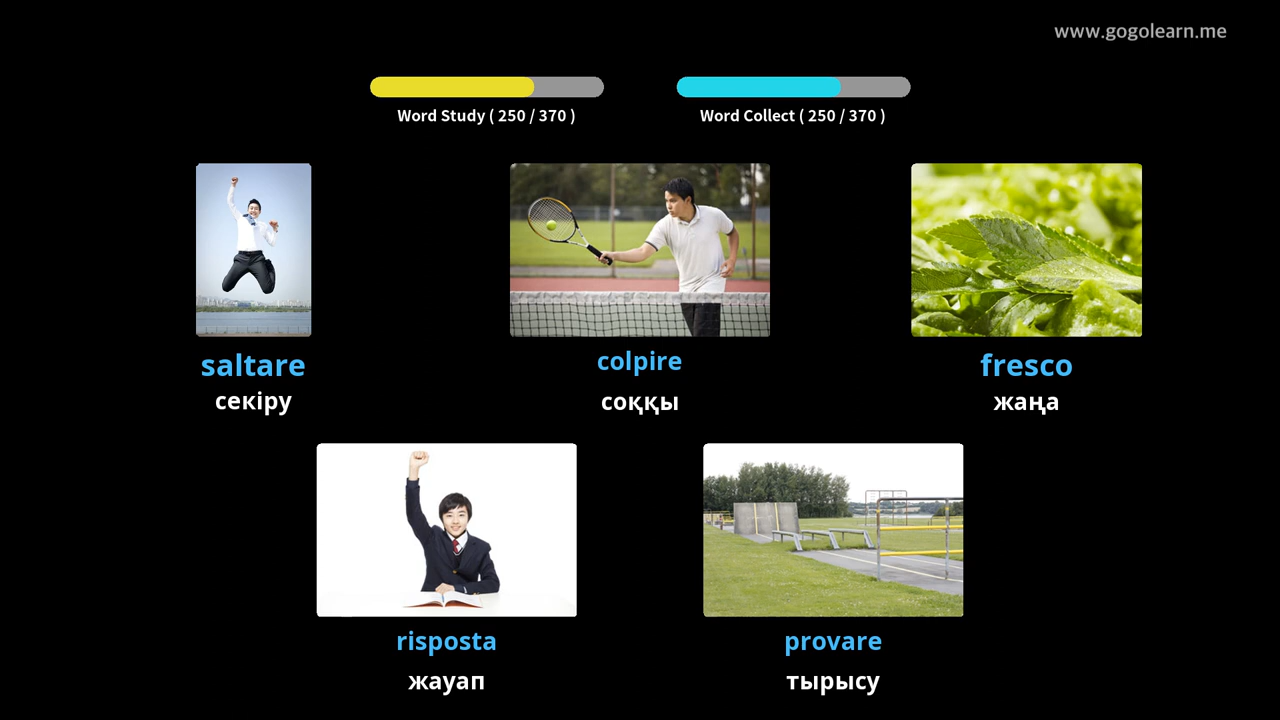 www.gogolearn.me
Word Study ( 250 / 370 )
Word Collect ( 250 / 370 )
saltare
секіру
colpire
соққы
fresco
жаңа
risposta
жауап
provare
тырысу